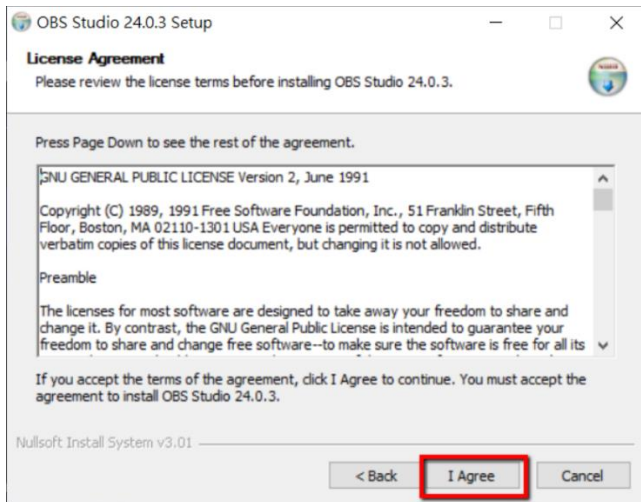 OBS Studio 24.0.3 Setup
License Agreement
Please review the license terms before installing OBS Studio 24.0.3.
Press Page Down to see the rest of the agreement.
GNU GENERAL PUBLIC LICENSE Version 2, June 1991
Copyright (C) 1989, 1991 Free Software Foundation, Inc., 51 Franklin Street, Fifth
Floor, Boston, MA 02110-1301 USA Everyone is permitted to copy and distribute
verbatim copies of this license document, but changing it is not allowed.
Preamble
The licenses for most software are designed to take away your freedom to share and
change it. By contrast, the GNU General Public License is intended to guarantee your
freedom to share and change free software--to make sure the software is free for all its
If you accept the terms of the agreement, click I Agree to continue. You must accept the
agreement to install OBS Studio 24.0.3.
Nullsoft Install System v3.01
< Back I Agree Cancel